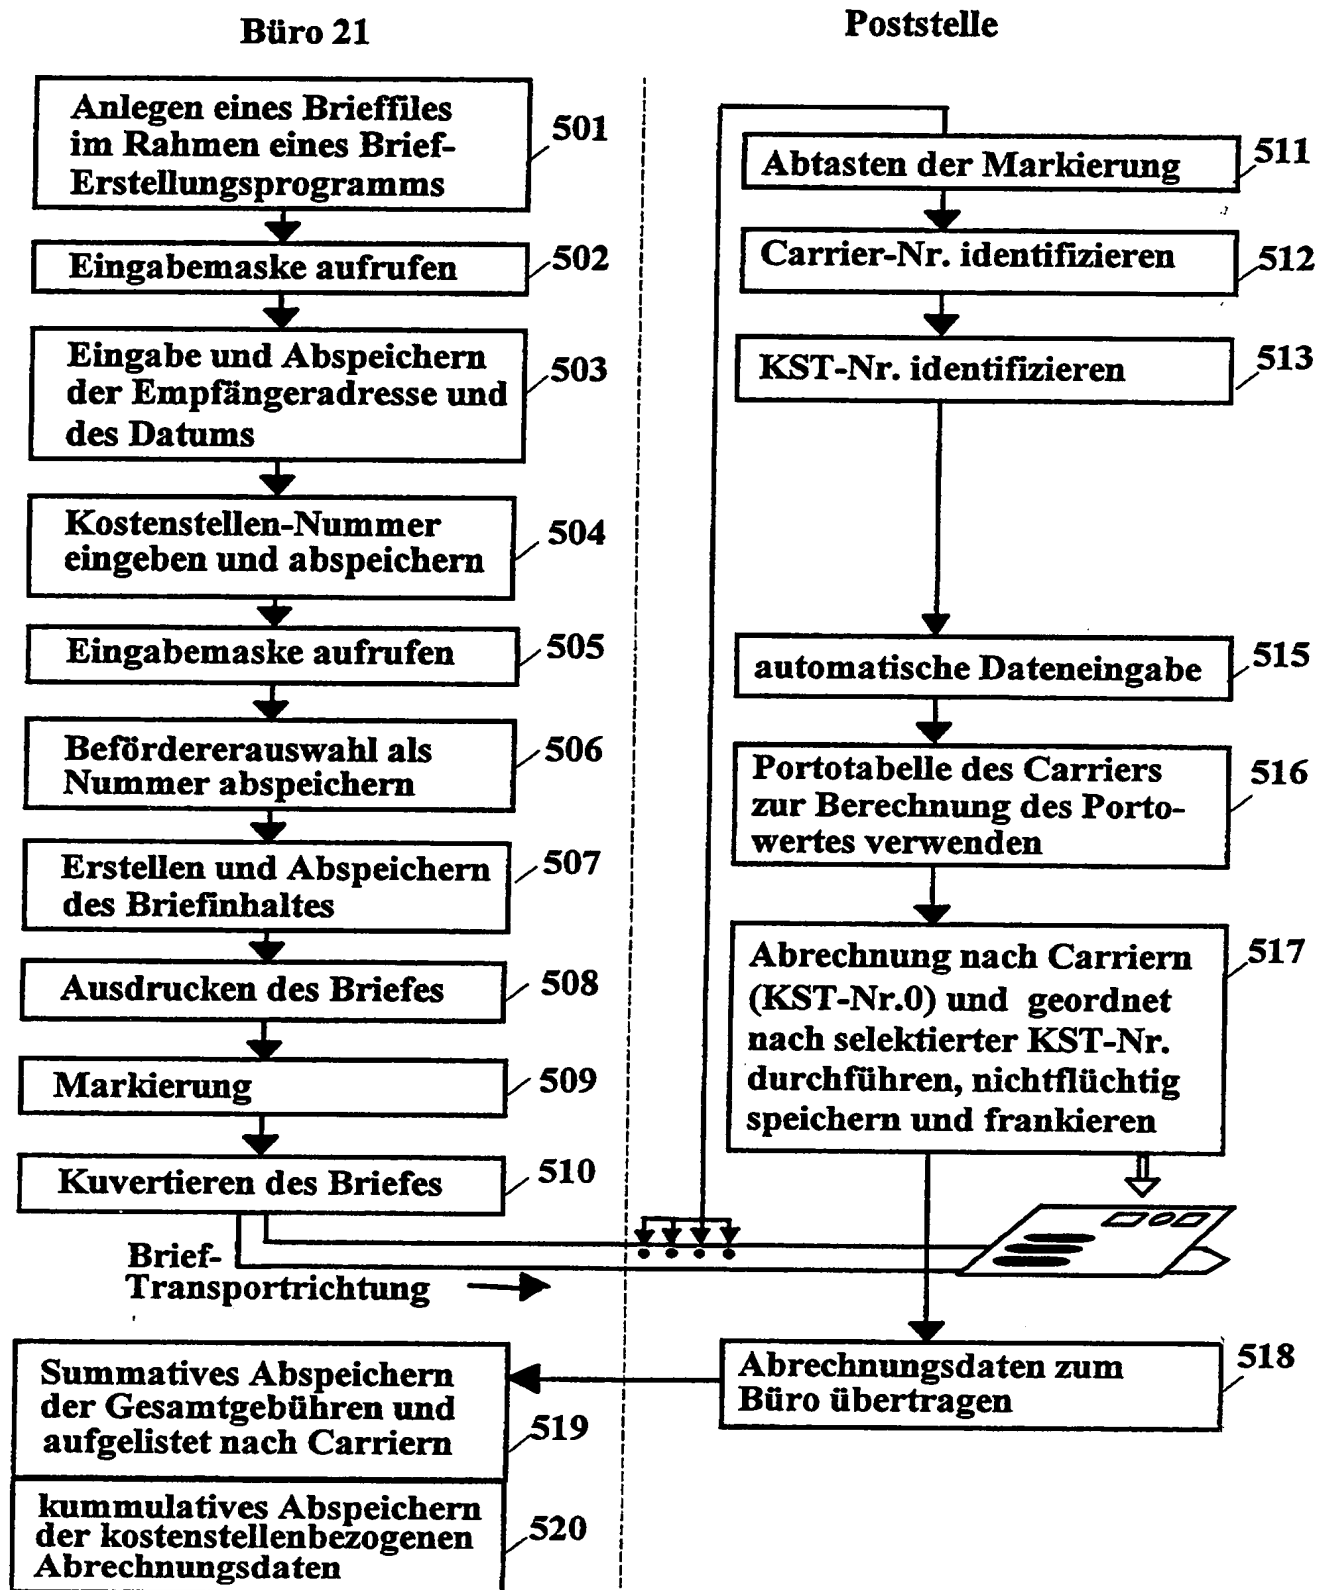 Büro 21
Anlegen eines Brieffiles
im Rahmen eines Brief-
Erstellungsprogramms
501
Eingabemaske aufrufen
502
Eingabe und Abspeichern
der Empfängeradresse und
des Datums
503
Kostenstellen-Nummer
eingeben und abspeichern
504
Eingabemaske aufrufen
505
Befördererauswahl als
Nummer abspeichern
506
Erstellen und Abspeichern
des Briefinhaltes
507
Ausdrucken des Briefes
508
Markierung
509
Kuvertieren des Briefes
510
Brief-
Transportrichtung
Poststelle
Abtasten der Markierung
511
Carrier-Nr. identifizieren
512
KST-Nr. identifizieren
513
automatische Dateneingabe
515
Portotabelle des Carriers
zur Berechnung des Porto-
wertes verwenden
516
Abrechnung nach Carriern
(KST-Nr.0) und geordnet
nach selektierter KST-Nr.
durchführen, nichtflüchtig
speichern und frankieren
517
Abrechnungsdaten zum
Büro übertragen
518
Summatives Abspeichern
der Gesamtgebühren und
aufgelistet nach Carriern
519
kummulatives Abspeichern
der kostenstellenbezogenen
Abrechnungsdaten
520